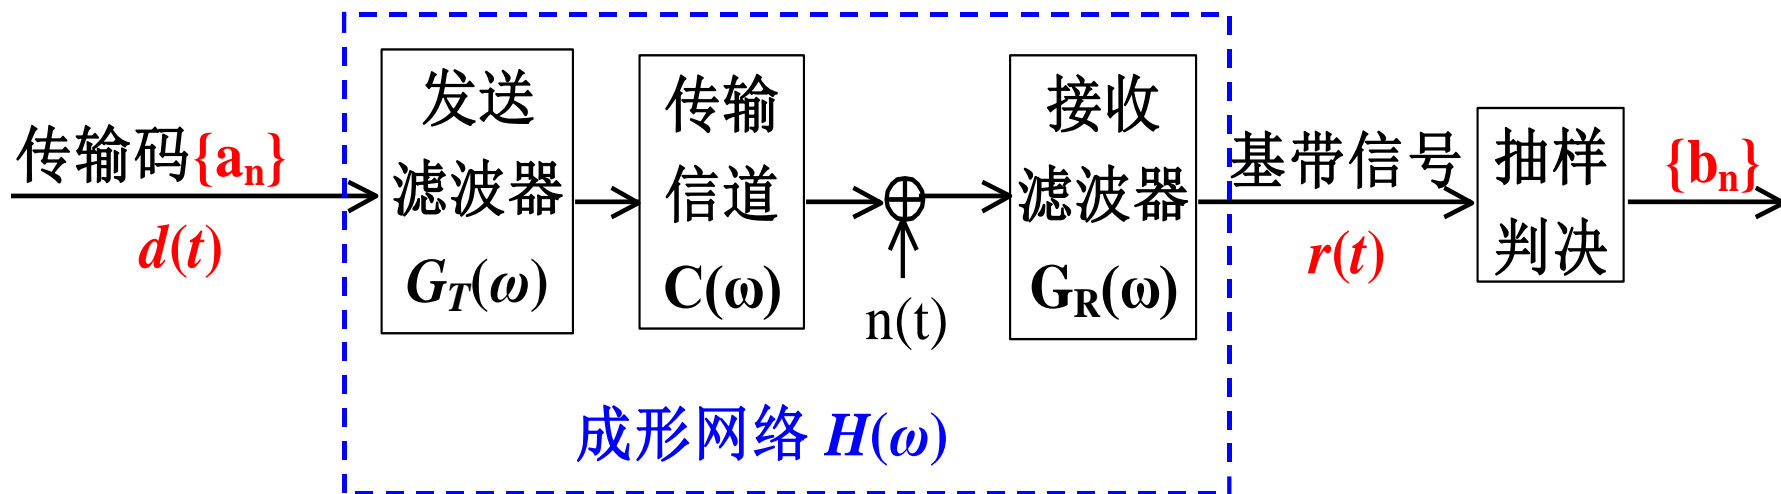 传输码{aₙ}
d(t)
发送
滤波器
G_T(ω)
传输
信道
C(ω)
n(t)
接收
滤波器
G_R(ω)
基带信号
r(t)
抽样
判决
{bₙ}
成形网络 H(ω)